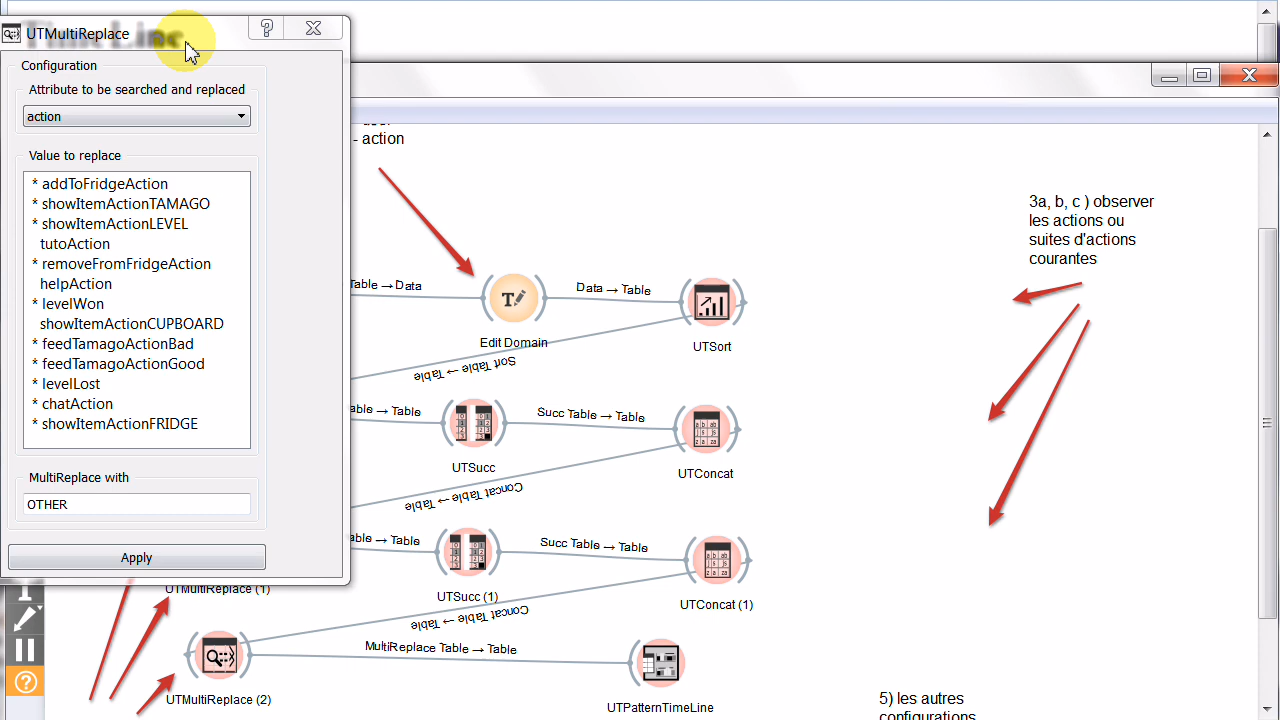 UTMultiReplace
Configuration
Attribute to be searched and replaced
action
Value to replace
* addToFridgeAction
* showItemActionTAMAGO
* showItemActionLEVEL
tutoAction
* removeFromFridgeAction
helpAction
* levelWon
showItemActionCUPBOARD
* feedTamagoActionBad
* feedTamagoActionGood
* levelLost
* chatAction
* showItemActionFRIDGE
MultiReplace with
OTHER
Apply
- action
3a, b, c ) observer
les actions ou
suites d'actions
courantes
Table → Data
Data → Table
Edit Domain
UTSort
Sort Table → Table
Table → Table
Succ Table → Table
UTSucc
UTConcat
Concat Table → Table
Table → Table
Succ Table → Table
UTMultiReplace (1)
UTSucc (1)
UTConcat (1)
Concat Table → Table
MultiReplace Table → Table
UTMultiReplace (2)
UTPatternTimeLine
5) les autres
configurations